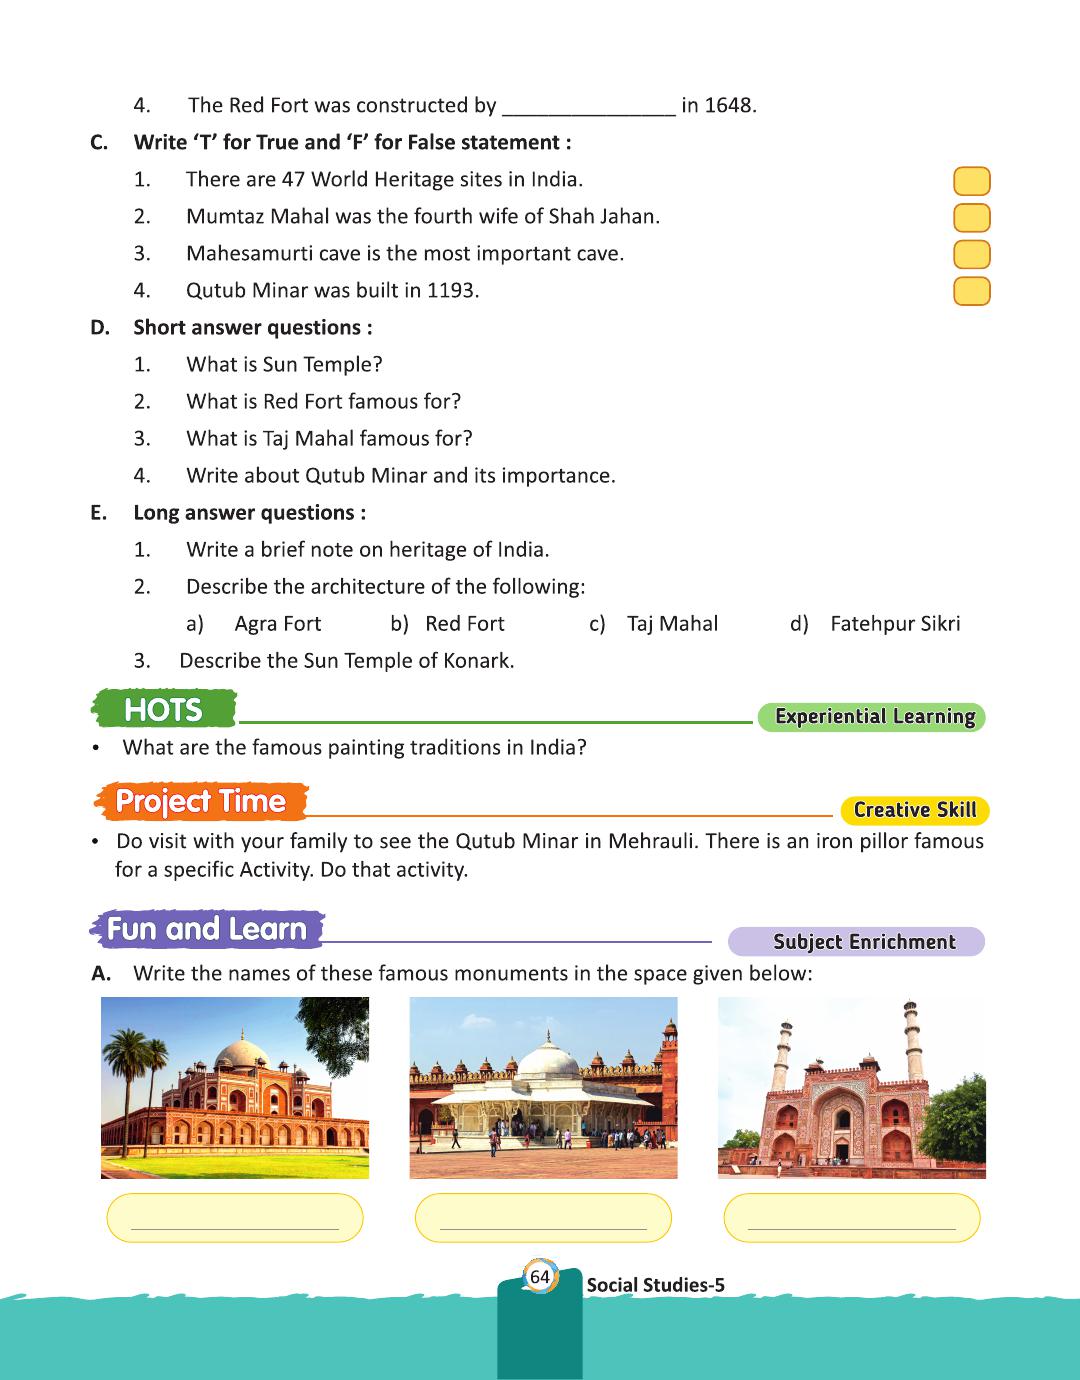 4. The Red Fort was constructed by _______________ in 1648.
C. Write ‘T’ for True and ‘F’ for False statement :
1. There are 47 World Heritage sites in India.
2. Mumtaz Mahal was the fourth wife of Shah Jahan.
3. Mahesamurti cave is the most important cave.
4. Qutub Minar was built in 1193.
D. Short answer questions :
1. What is Sun Temple?
2. What is Red Fort famous for?
3. What is Taj Mahal famous for?
4. Write about Qutub Minar and its importance.
E. Long answer questions :
1. Write a brief note on heritage of India.
2. Describe the architecture of the following:
a) Agra Fort b) Red Fort c) Taj Mahal d) Fatehpur Sikri
3. Describe the Sun Temple of Konark.
HOTS
Experiential Learning
• What are the famous painting traditions in India?
Project Time
Creative Skill
• Do visit with your family to see the Qutub Minar in Mehrauli. There is an iron pillor famous
for a specific Activity. Do that activity.
Fun and Learn
Subject Enrichment
A. Write the names of these famous monuments in the space given below:
64
Social Studies-5